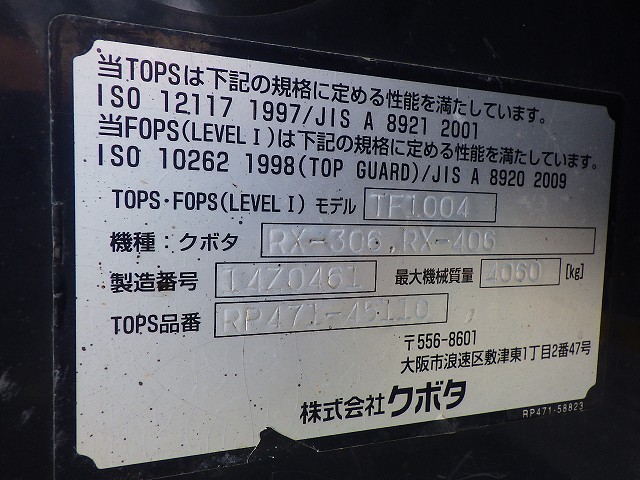 当TOPSは下記の規格に定める性能を満たしています。
ISO 12117 1997/JIS A 8921 2001
当FOPS(LEVEL I)は下記の規格に定める性能を満たしています。
ISO 10262 1998(TOP GUARD)/JIS A 8920 2009
TOPS・FOPS(LEVEL I) モデル TF1004
機種：クボタ RX-306,RX-406
製造番号 14Z0461 最大機械質量 4060 [kg]
TOPS品番 RP471-45110
〒556-8601
大阪市浪速区敷津東1丁目2番47号
株式会社クボタ
RP471-58823